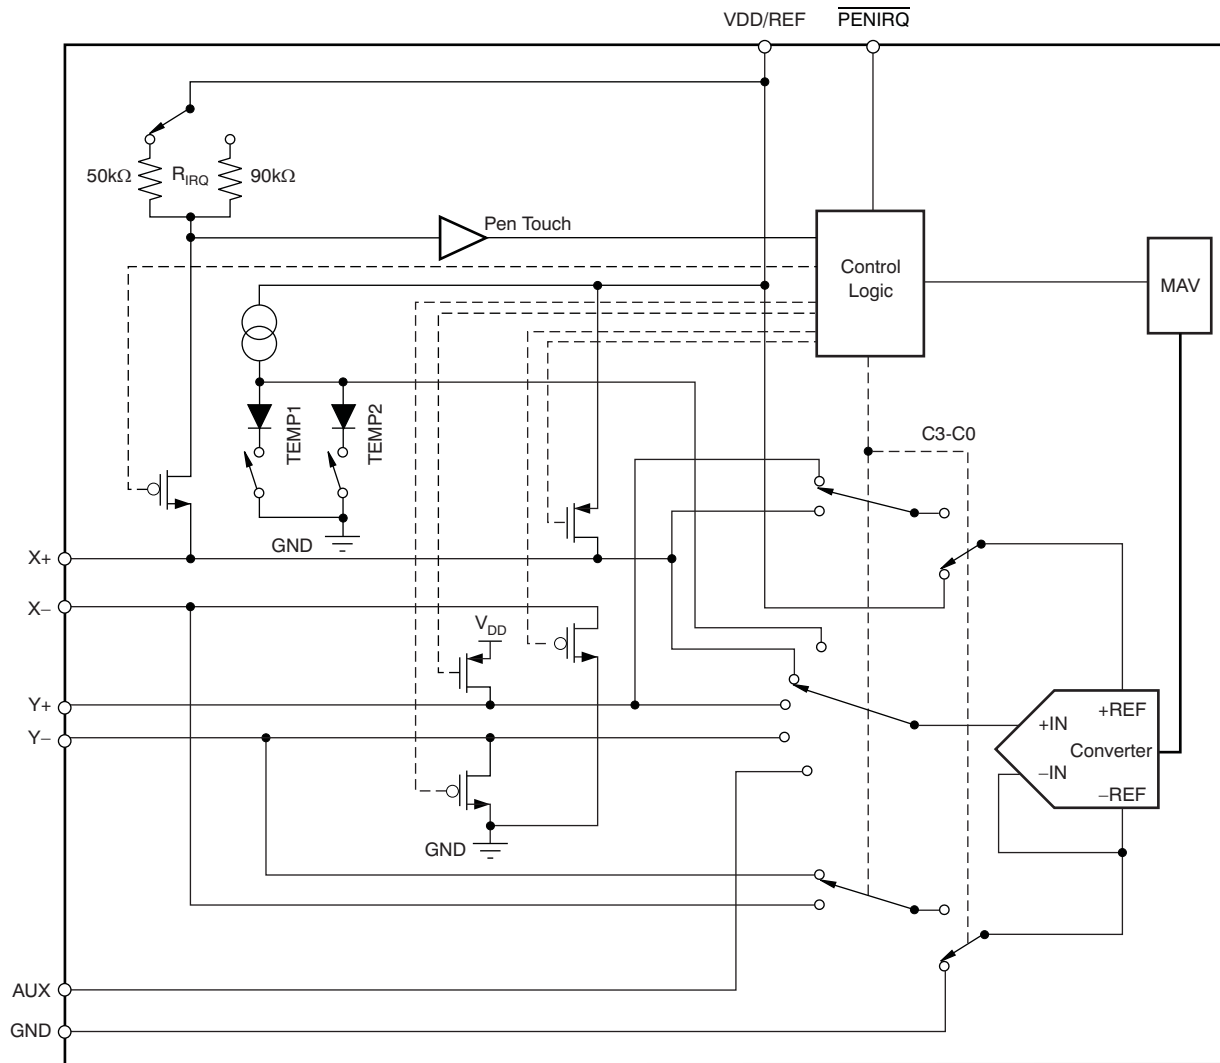 VDD/REF
PENIRQ
50kΩ
RIRQ
90kΩ
Pen Touch
Control
Logic
MAV
TEMP1
TEMP2
C3-C0
GND
X+
X−
VDD
Y+
Y−
+IN
+REF
Converter
−IN
−REF
GND
AUX
GND